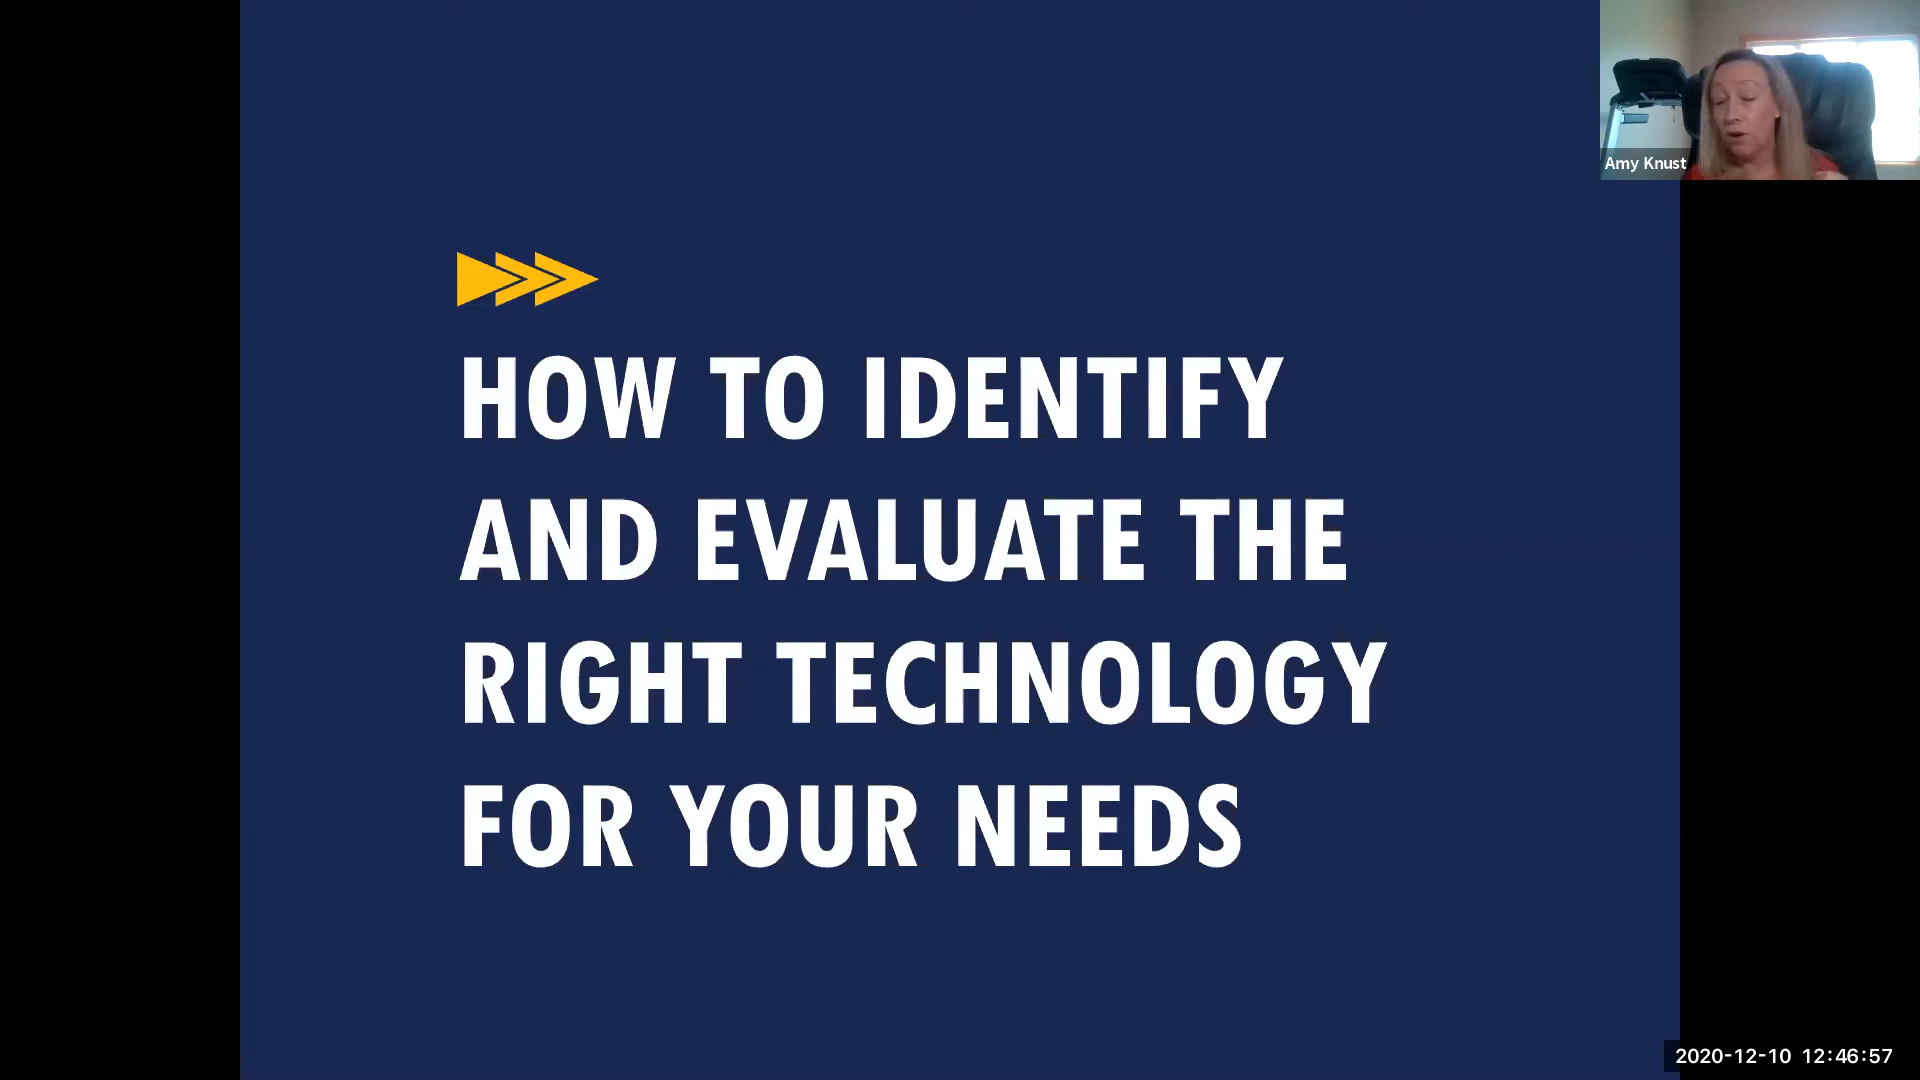 Amy Knust
HOW TO IDENTIFY
AND EVALUATE THE
RIGHT TECHNOLOGY
FOR YOUR NEEDS
2020-12-10 12:46:57